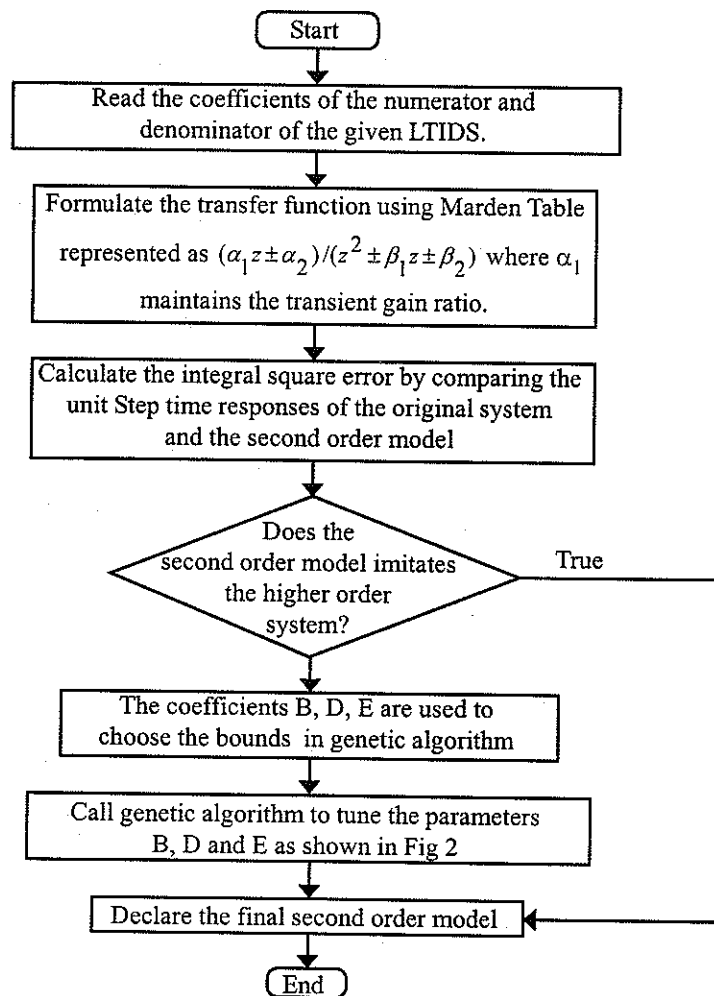 Start
Read the coefficients of the numerator and
denominator of the given LTIDS.
Formulate the transfer function using Marden Table
represented as (α₁z±α₂)/(z²±β₁z±β₂) where α₁
maintains the transient gain ratio.
Calculate the integral square error by comparing the
unit Step time responses of the original system
and the second order model
Does the
second order model imitates
the higher order
system?
True
The coefficients B, D, E are used to
choose the bounds in genetic algorithm
Call genetic algorithm to tune the parameters
B, D and E as shown in Fig 2
Declare the final second order model
End